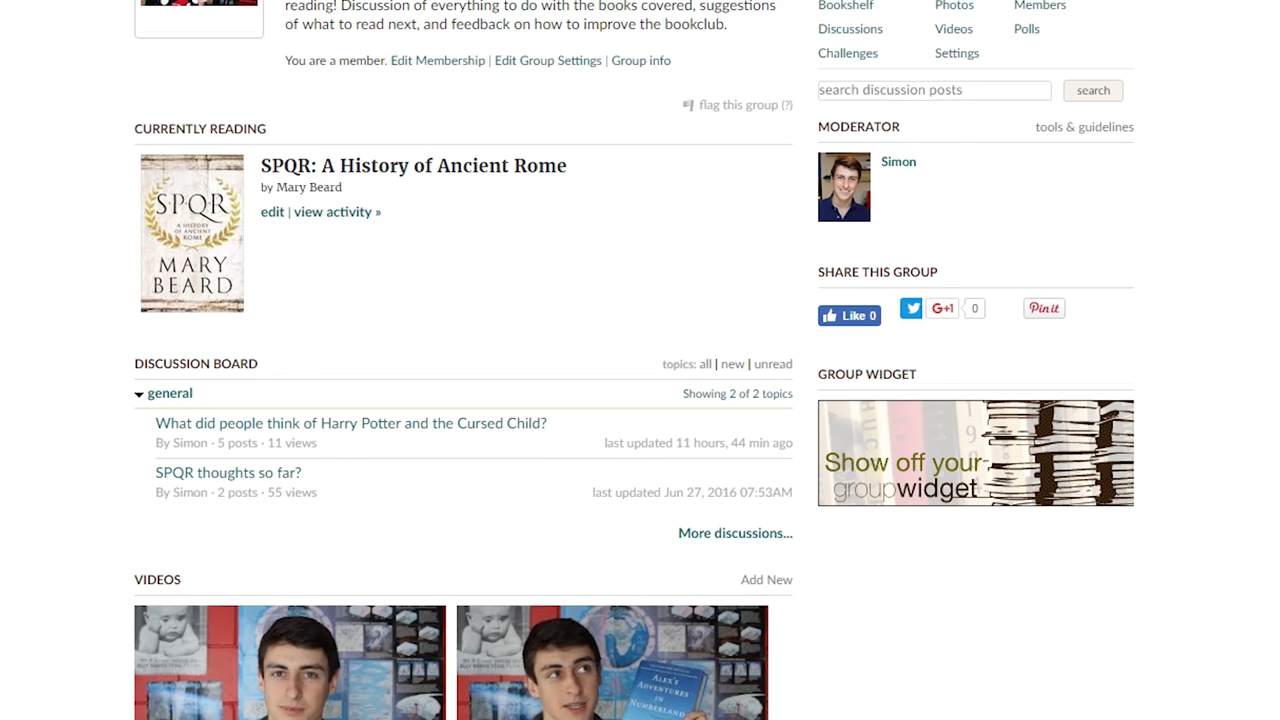 reading! Discussion of everything to do with the books covered, suggestions
of what to read next, and feedback on how to improve the bookclub.
You are a member. Edit Membership | Edit Group Settings | Group info
flag this group (?)
CURRENTLY READING
SPQR
A HISTORY
OF ANCIENT
ROME
MARY
BEARD
SPQR: A History of Ancient Rome
by Mary Beard
edit | view activity »
DISCUSSION BOARD
topics: all | new | unread
general
Showing 2 of 2 topics
What did people think of Harry Potter and the Cursed Child?
By Simon · 5 posts · 11 views
last updated 11 hours, 44 min ago
SPQR thoughts so far?
By Simon · 2 posts · 55 views
last updated Jun 27, 2016 07:53AM
More discussions...
VIDEOS
Add New
ALEX'S
ADVENTURES
IN
NUMBERLAND
Bookshelf Photos Members
Discussions Videos Polls
Challenges Settings
search discussion posts search
MODERATOR
tools & guidelines
Simon
SHARE THIS GROUP
Like 0
G+1 0
Pin it
GROUP WIDGET
Show off your
groupwidget